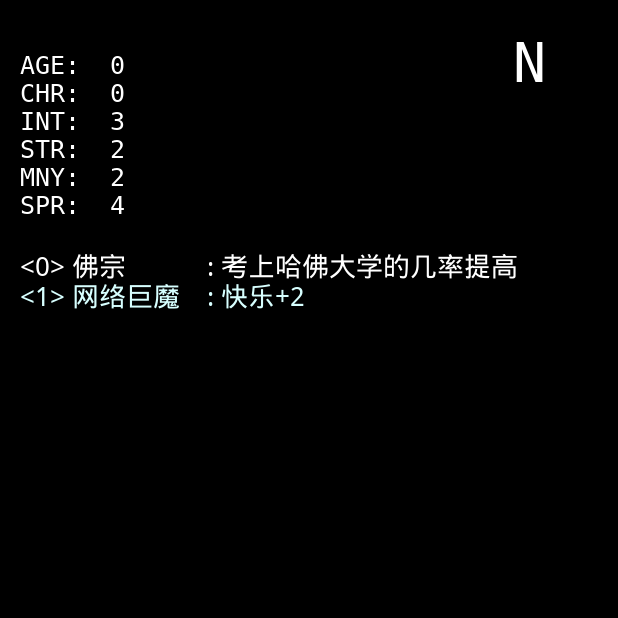 N
AGE: 0
CHR: 0
INT: 3
STR: 2
MNY: 2
SPR: 4
<0> 佛宗 : 考上哈佛大学的几率提高
<1> 网络巨魔 : 快乐+2